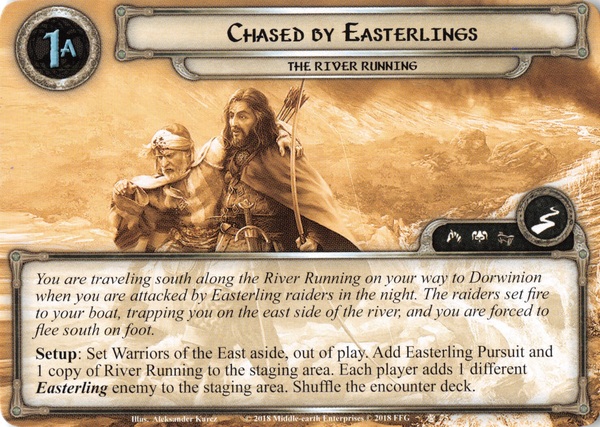 1A
Chased by Easterlings
The River Running
You are traveling south along the River Running on your way to Dorwinion
when you are attacked by Easterling raiders in the night. The raiders set fire
to your boat, trapping you on the east side of the river, and you are forced to
flee south on foot.
Setup: Set Warriors of the East aside, out of play. Add Easterling Pursuit and
1 copy of River Running to the staging area. Each player adds 1 different
Easterling enemy to the staging area. Shuffle the encounter deck.
Illus. Aleksander Karcz © 2018 Middle-earth Enterprises © 2018 FFG